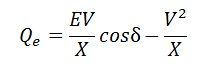 Qₑ = EV/X cosδ − V²/X